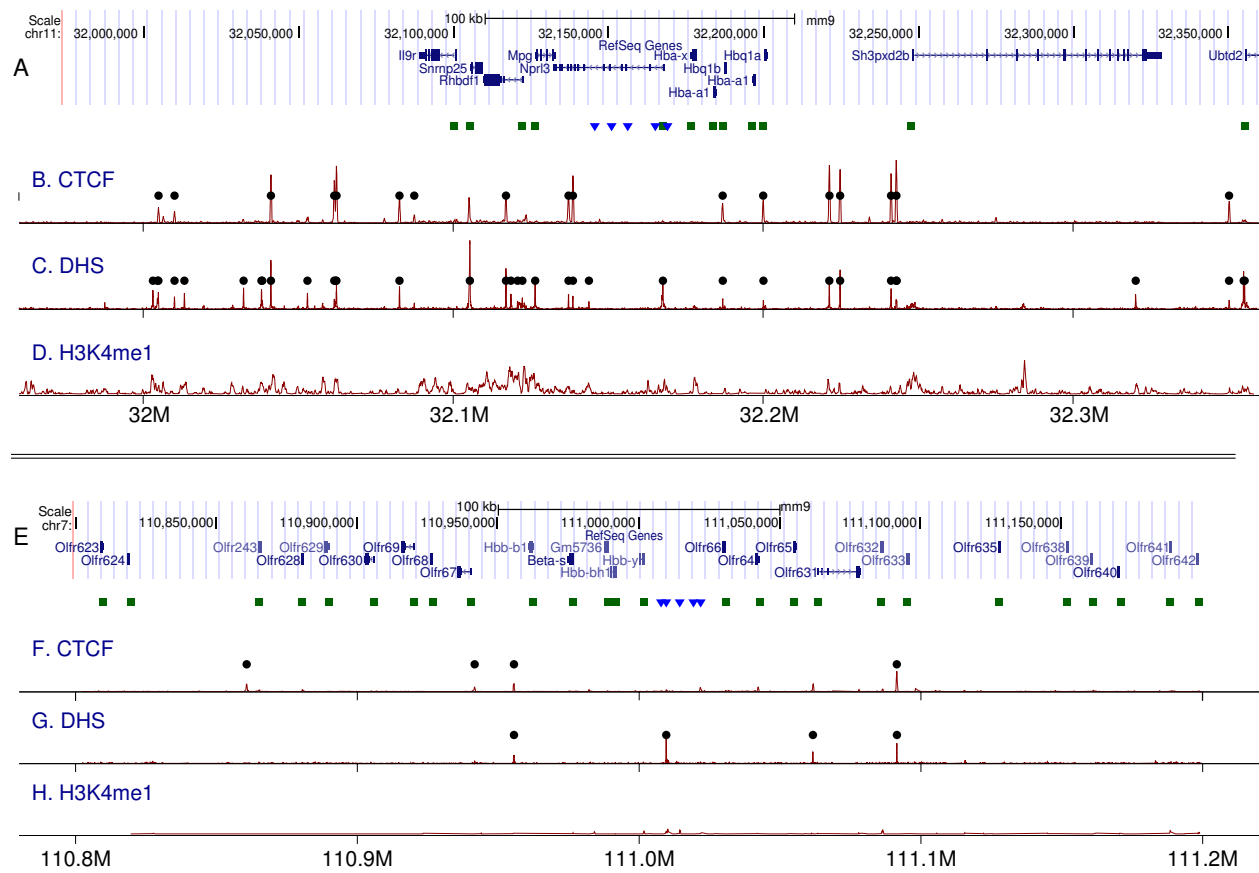 Scale 100 kb mm9
chr11: 32,000,000 32,050,000 32,100,000 32,150,000 32,200,000 32,250,000 32,300,000 32,350,000
RefSeq Genes
A Il9r Mpg Hba-x Hbq1a Sh3pxd2b Ubtd2
Snrnp25 Nprl3 Hbq1b
Rhbdf1 Hba-a1
Hba-a1
B. CTCF
C. DHS
D. H3K4me1
32M 32.1M 32.2M 32.3M
Scale 100 kb mm9
chr7: 110,850,000 110,900,000 110,950,000 111,000,000 111,050,000 111,100,000 111,150,000
RefSeq Genes
E Olfr623 Olfr243 Olfr629 Olfr69 Hbb-b1 Gm5736 Olfr66 Olfr65 Olfr632 Olfr635 Olfr638 Olfr641
Olfr624 Olfr628 Olfr630 Olfr68 Beta-s Hbb-y Olfr64 Olfr633 Olfr639 Olfr642
Olfr67 Hbb-bh1 Olfr631 Olfr640
F. CTCF
G. DHS
H. H3K4me1
110.8M 110.9M 111.0M 111.1M 111.2M